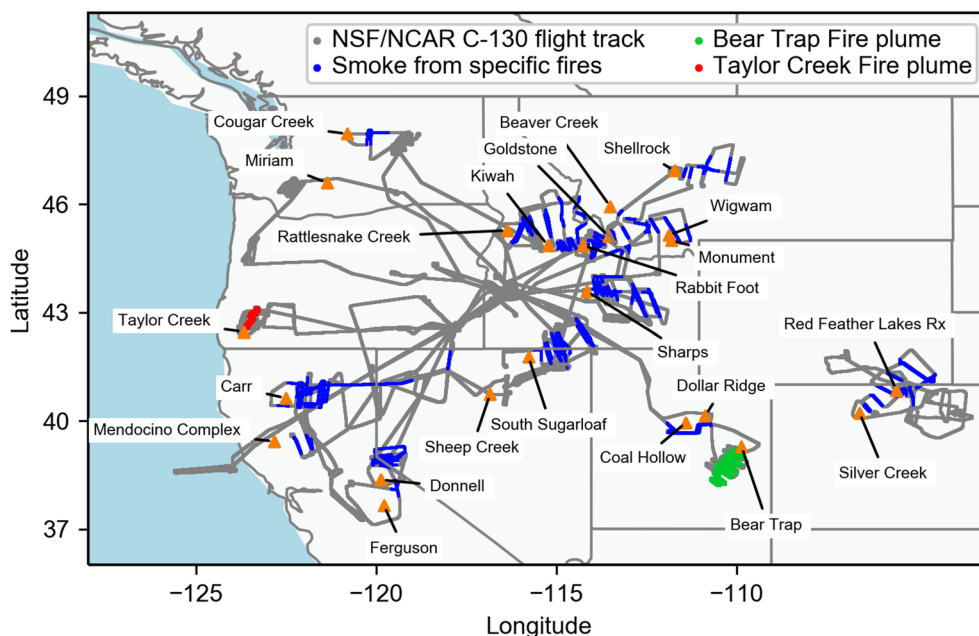 NSF/NCAR C-130 flight track
Smoke from specific fires
Bear Trap Fire plume
Taylor Creek Fire plume
49
46
43
40
37
Latitude
Cougar Creek
Miriam
Beaver Creek
Goldstone
Kiwah
Shellrock
Rattlesnake Creek
Wigwam
Monument
Rabbit Foot
Taylor Creek
Sharps
Red Feather Lakes Rx
Carr
Dollar Ridge
Mendocino Complex
South Sugarloaf
Sheep Creek
Coal Hollow
Silver Creek
Donnell
Bear Trap
Ferguson
−125
−120
−115
−110
Longitude